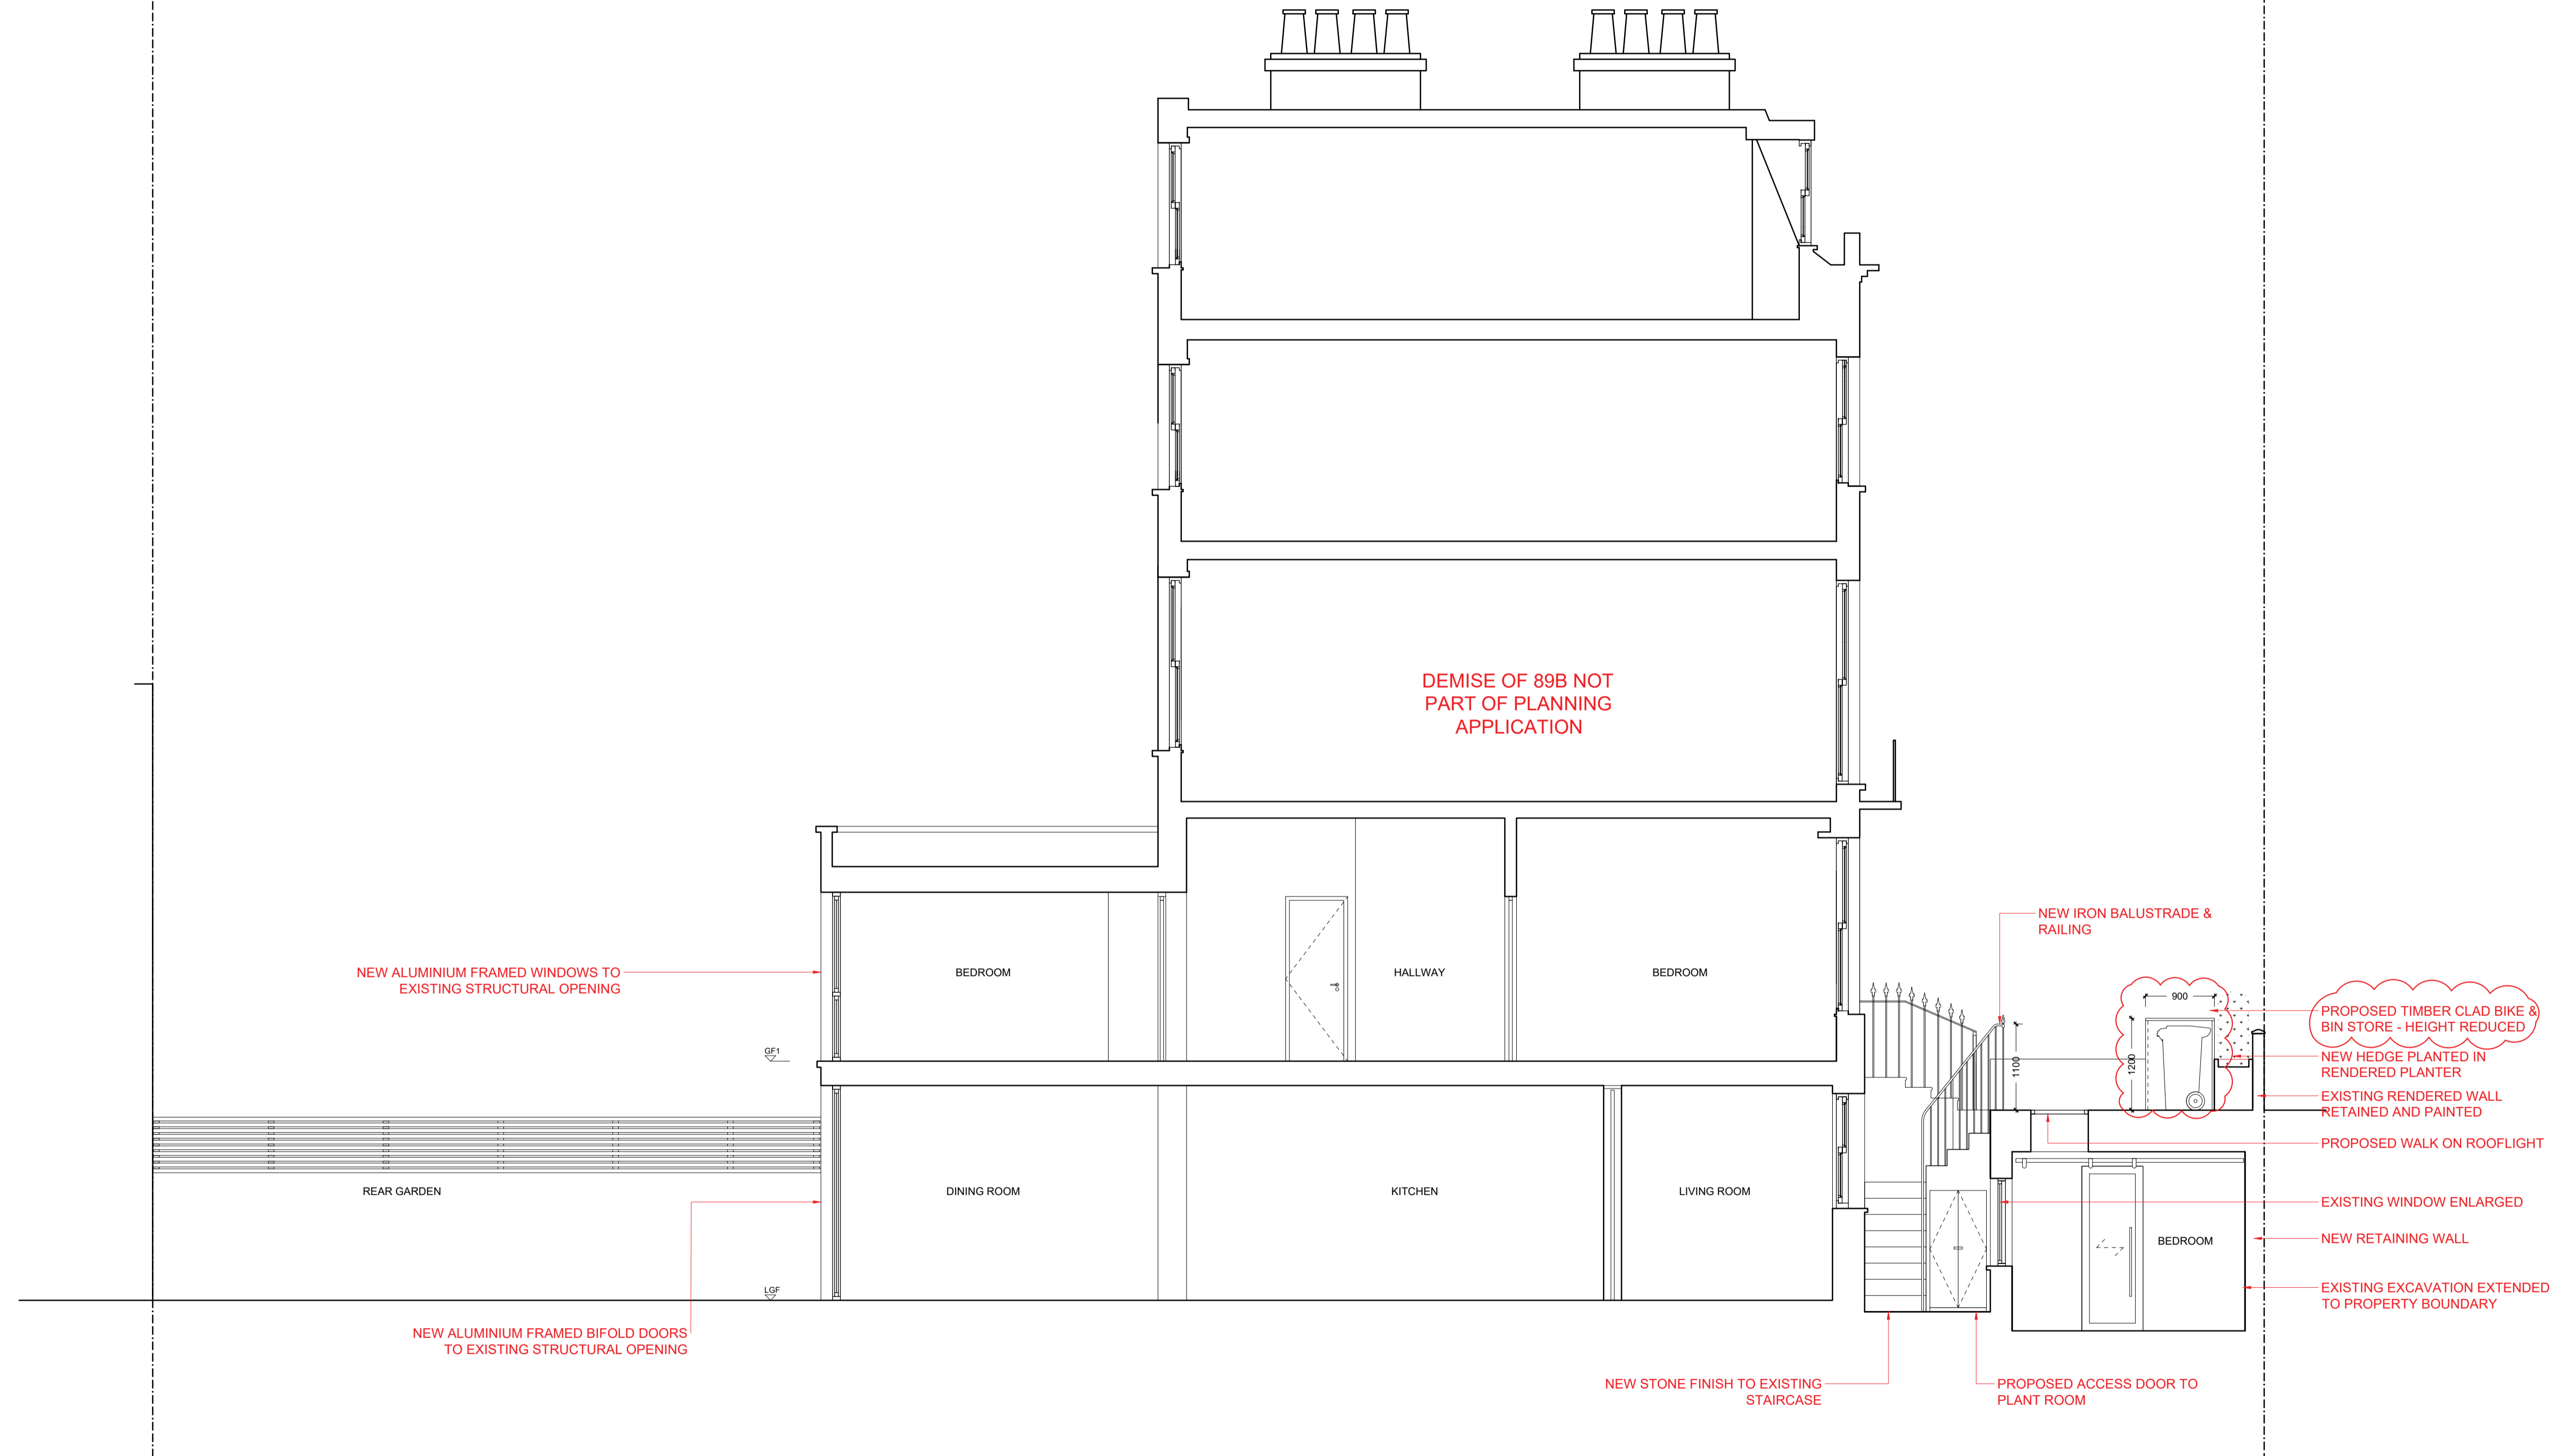 DEMISE OF 89B NOT
PART OF PLANNING
APPLICATION
NEW IRON BALUSTRADE &
RAILING
NEW ALUMINIUM FRAMED WINDOWS TO
EXISTING STRUCTURAL OPENING
BEDROOM
HALLWAY
BEDROOM
900
PROPOSED TIMBER CLAD BIKE &
BIN STORE - HEIGHT REDUCED
GF1
1100
1200
NEW HEDGE PLANTED IN
RENDERED PLANTER
EXISTING RENDERED WALL
RETAINED AND PAINTED
PROPOSED WALK ON ROOFLIGHT
REAR GARDEN
DINING ROOM
KITCHEN
LIVING ROOM
EXISTING WINDOW ENLARGED
BEDROOM
NEW RETAINING WALL
LGF
EXISTING EXCAVATION EXTENDED
TO PROPERTY BOUNDARY
NEW ALUMINIUM FRAMED BIFOLD DOORS
TO EXISTING STRUCTURAL OPENING
NEW STONE FINISH TO EXISTING
STAIRCASE
PROPOSED ACCESS DOOR TO
PLANT ROOM